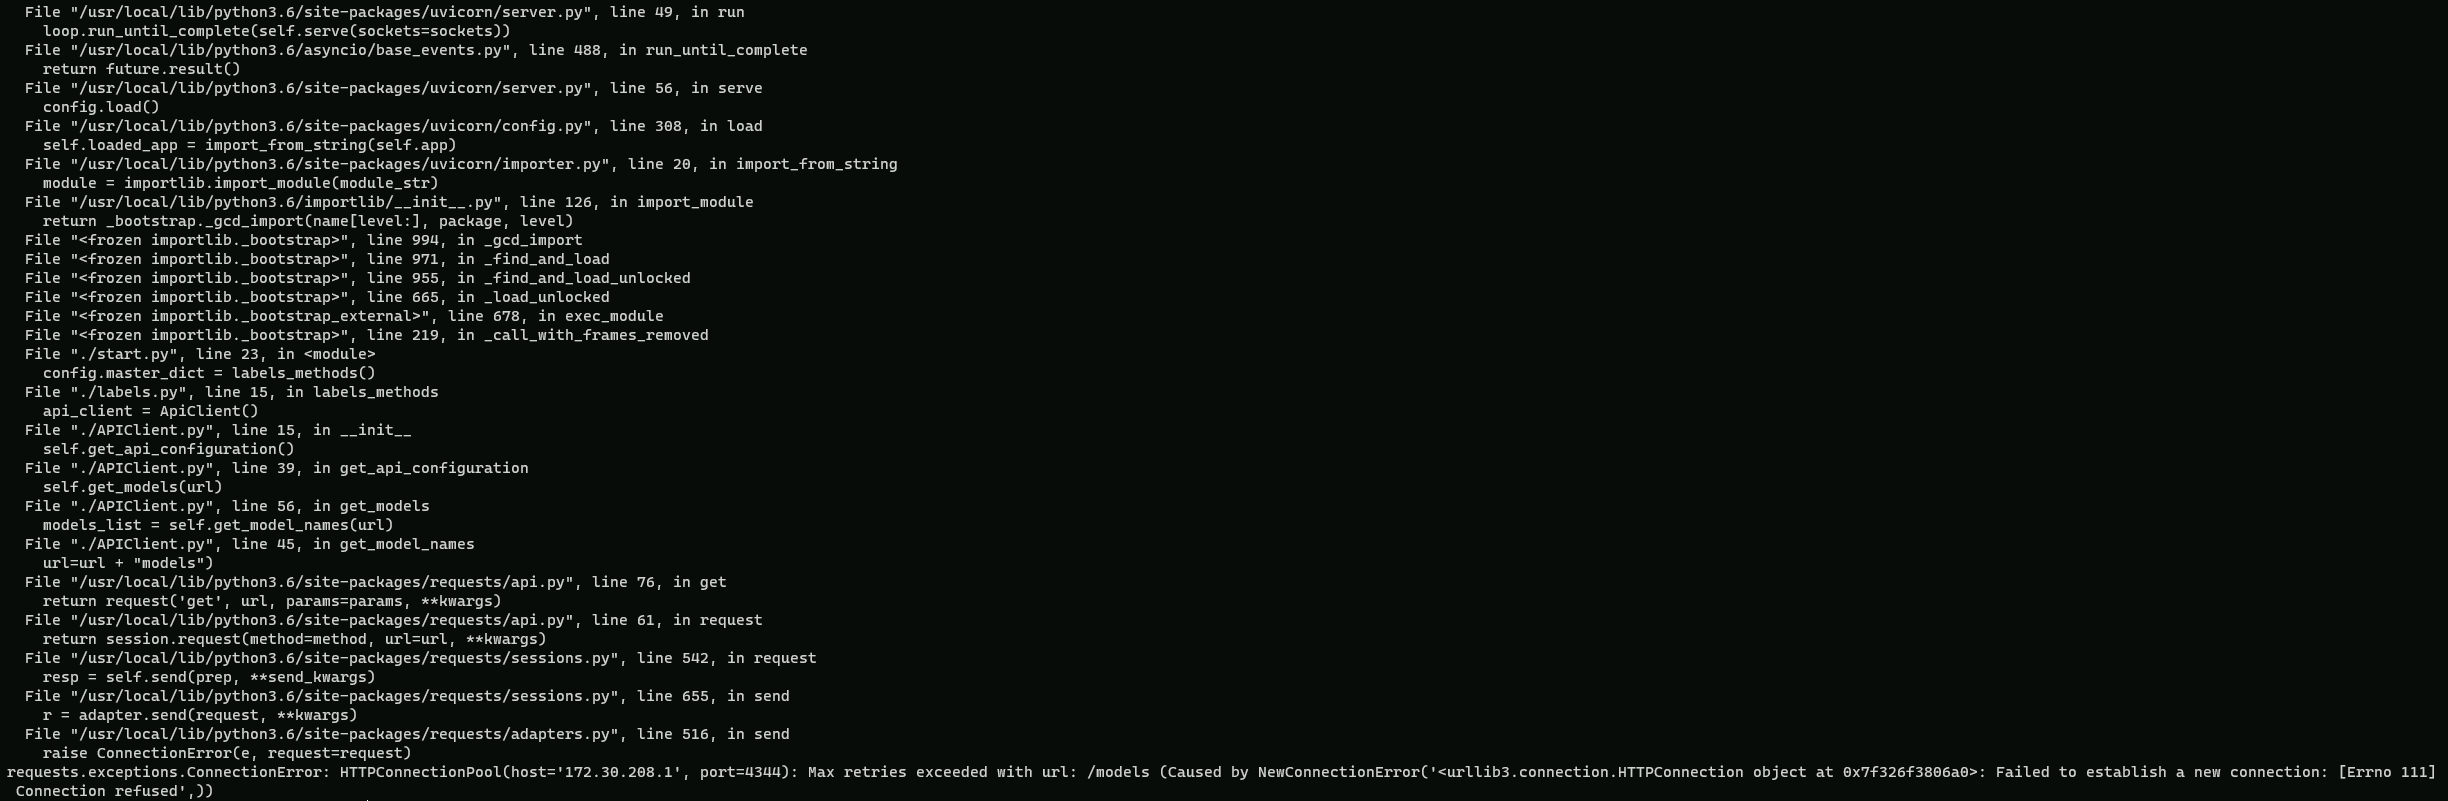 File "/usr/local/lib/python3.6/site-packages/uvicorn/server.py", line 49, in run
loop.run_until_complete(self.serve(sockets=sockets))
File "/usr/local/lib/python3.6/asyncio/base_events.py", line 488, in run_until_complete
return future.result()
File "/usr/local/lib/python3.6/site-packages/uvicorn/server.py", line 56, in serve
config.load()
File "/usr/local/lib/python3.6/site-packages/uvicorn/config.py", line 308, in load
self.loaded_app = import_from_string(self.app)
File "/usr/local/lib/python3.6/site-packages/uvicorn/importer.py", line 20, in import_from_string
module = importlib.import_module(module_str)
File "/usr/local/lib/python3.6/importlib/__init__.py", line 126, in import_module
return _bootstrap._gcd_import(name[level:], package, level)
File "<frozen importlib._bootstrap>", line 994, in _gcd_import
File "<frozen importlib._bootstrap>", line 971, in _find_and_load
File "<frozen importlib._bootstrap>", line 955, in _find_and_load_unlocked
File "<frozen importlib._bootstrap>", line 665, in _load_unlocked
File "<frozen importlib._bootstrap_external>", line 678, in exec_module
File "<frozen importlib._bootstrap>", line 219, in _call_with_frames_removed
File "./start.py", line 23, in <module>
config.master_dict = labels_methods()
File "./labels.py", line 15, in labels_methods
api_client = ApiClient()
File "./APIClient.py", line 15, in __init__
self.get_api_configuration()
File "./APIClient.py", line 39, in get_api_configuration
self.get_models(url)
File "./APIClient.py", line 56, in get_models
models_list = self.get_model_names(url)
File "./APIClient.py", line 45, in get_model_names
url=url + "models")
File "/usr/local/lib/python3.6/site-packages/requests/api.py", line 76, in get
return request('get', url, params=params, **kwargs)
File "/usr/local/lib/python3.6/site-packages/requests/api.py", line 61, in request
return session.request(method=method, url=url, **kwargs)
File "/usr/local/lib/python3.6/site-packages/requests/sessions.py", line 542, in request
resp = self.send(prep, **send_kwargs)
File "/usr/local/lib/python3.6/site-packages/requests/sessions.py", line 655, in send
r = adapter.send(request, **kwargs)
File "/usr/local/lib/python3.6/site-packages/requests/adapters.py", line 516, in send
raise ConnectionError(e, request=request)
requests.exceptions.ConnectionError: HTTPConnectionPool(host='172.30.208.1', port=4344): Max retries exceeded with url: /models (Caused by NewConnectionError('<urllib3.connection.HTTPConnection object at 0x7f326f3806a0>: Failed to establish a new connection: [Errno 111]
Connection refused',))